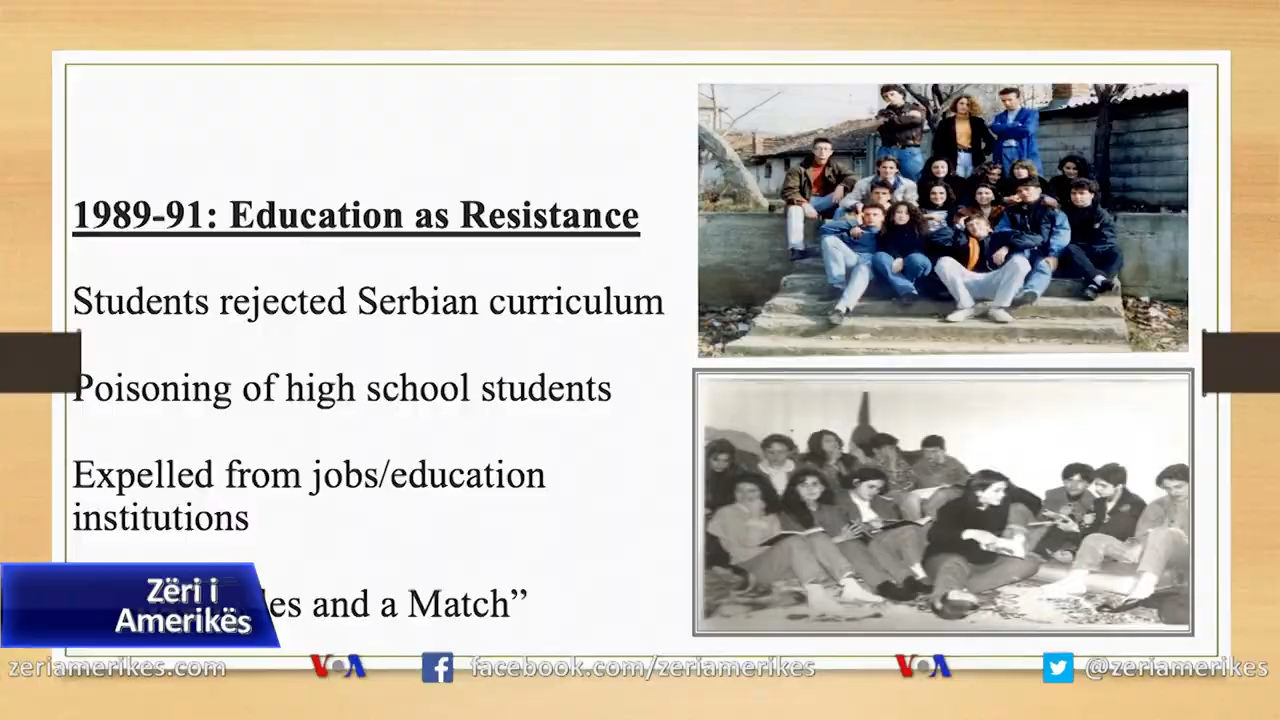 1989-91: Education as Resistance
Students rejected Serbian curriculum
Poisoning of high school students
Expelled from jobs/education
institutions
and a Match”
Zëri i
Amerikës
zeriamerikes.com
VOA
facebook.com/zeriamerikes
VOA
@zeriamerikes